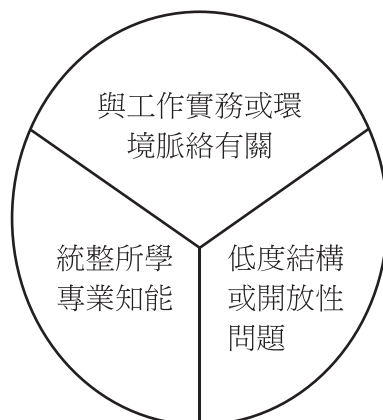 與工作實務或環
境脈絡有關
統整所學
專業知能
低度結構
或開放性
問題